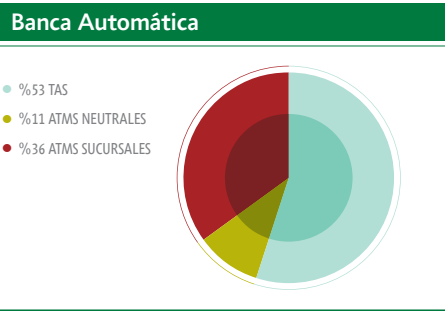 Banca Automática
%53 TAS
%11 ATMS NEUTRALES
%36 ATMS SUCURSALES